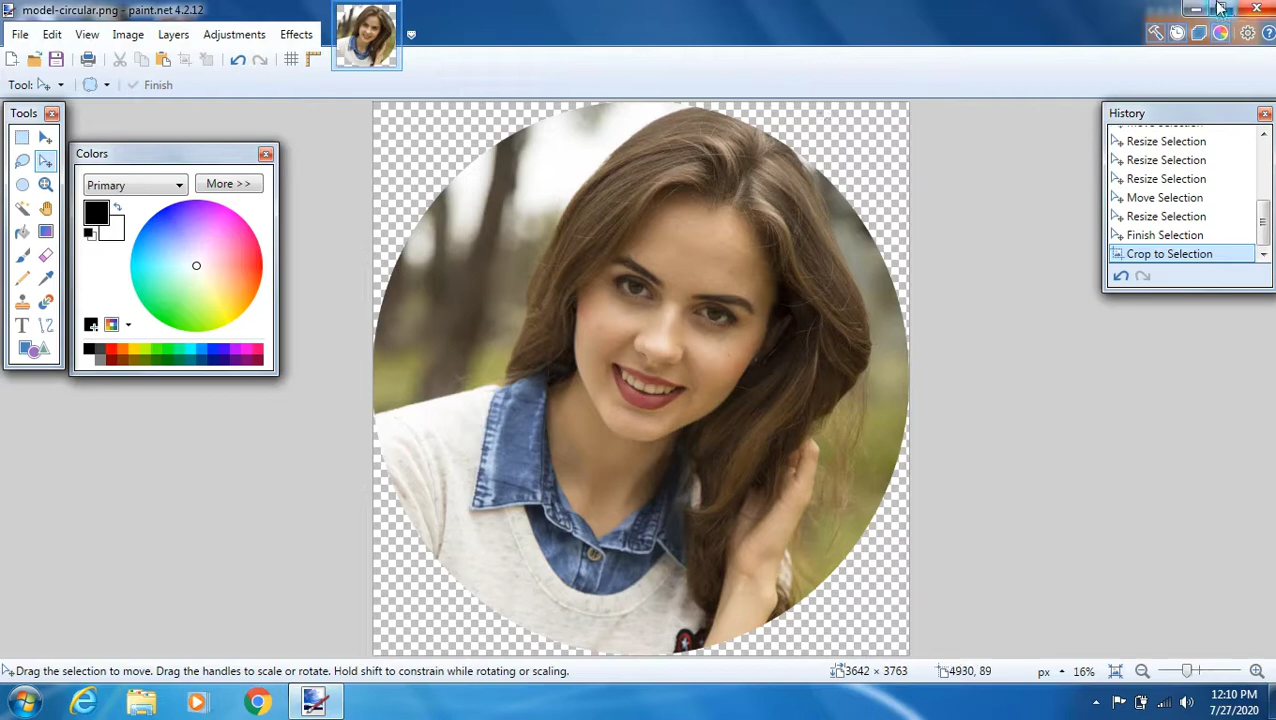 model-circular.png - paint.net 4.2.12
File Edit View Image Layers Adjustments Effects
Tool: Finish
Tools
Colors
Primary More >>
History
Resize Selection
Resize Selection
Resize Selection
Move Selection
Resize Selection
Finish Selection
Crop to Selection
Drag the selection to move. Drag the handles to scale or rotate. Hold shift to constrain while rotating or scaling.
3642 × 3763 4930, 89 px 16%
12:10 PM
7/27/2020